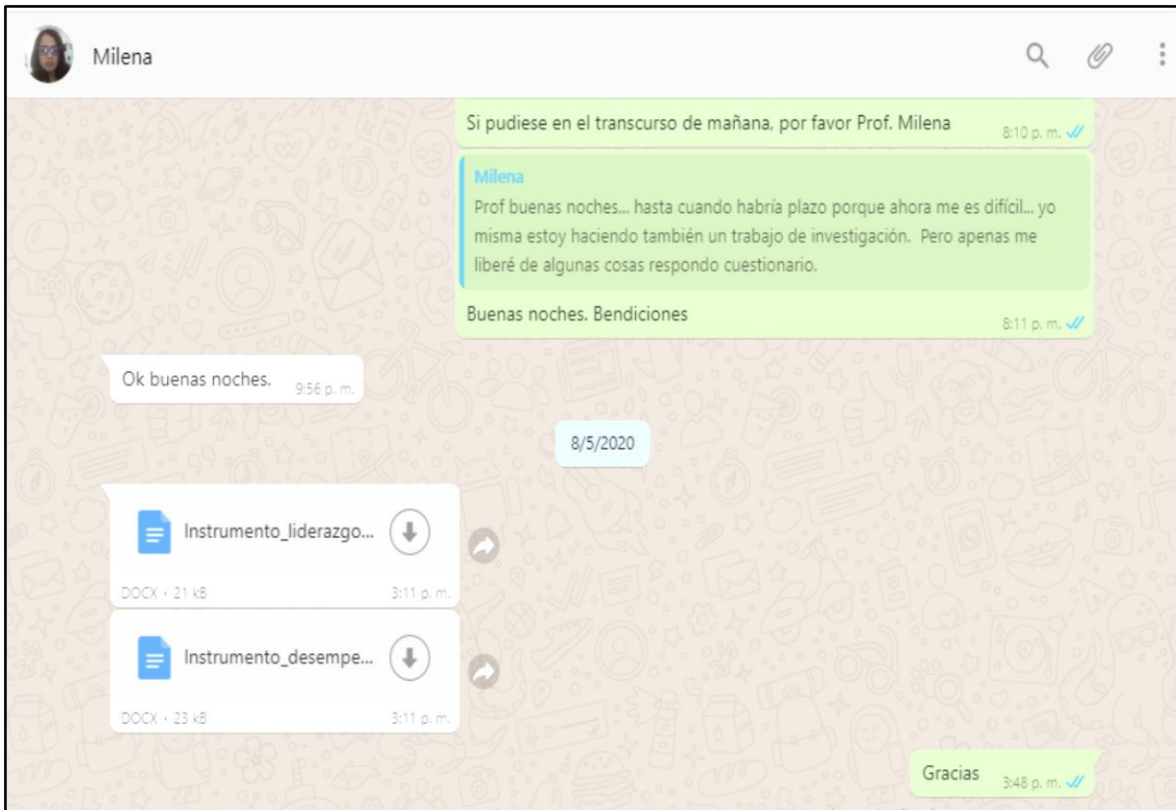 Milena
Si pudiese en el transcurso de mañana, por favor Prof. Milena
8:10 p. m.
Milena
Prof buenas noches... hasta cuando habría plazo porque ahora me es difícil... yo
misma estoy haciendo también un trabajo de investigación. Pero apenas me
liberé de algunas cosas respondo cuestionario.
Buenas noches. Bendiciones
8:11 p. m.
Ok buenas noches.
9:56 p. m.
8/5/2020
Instrumento_liderazgo...
DOCX • 21 kB
3:11 p. m.
Instrumento_desempe...
DOCX • 23 kB
3:11 p. m.
Gracias
3:48 p. m.